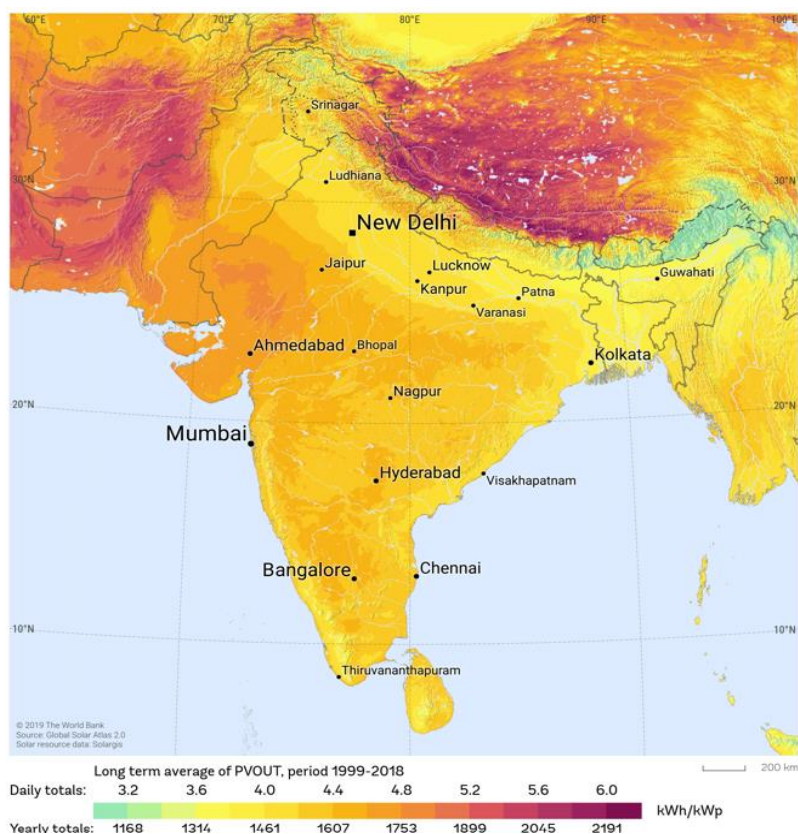 60°E 70°E 80°E 90°E 100°E
Srinagar
30°N Ludhiana 30°N
New Delhi
Jaipur Lucknow Guwahati
Kanpur Patna
Varanasi
Ahmedabad Bhopal Kolkata
Nagpur
20°N 20°N
Mumbai
Hyderabad Visakhapatnam
Bangalore Chennai
10°N 10°N
Thiruvananthapuram
© 2019 The World Bank
Source: Global Solar Atlas 2.0
Solar resource data: Solargis
Long term average of PVOUT, period 1999-2018
200 km
Daily totals: 3.2 3.6 4.0 4.4 4.8 5.2 5.6 6.0
kWh/kWp
Yearly totals: 1168 1314 1461 1607 1753 1899 2045 2191